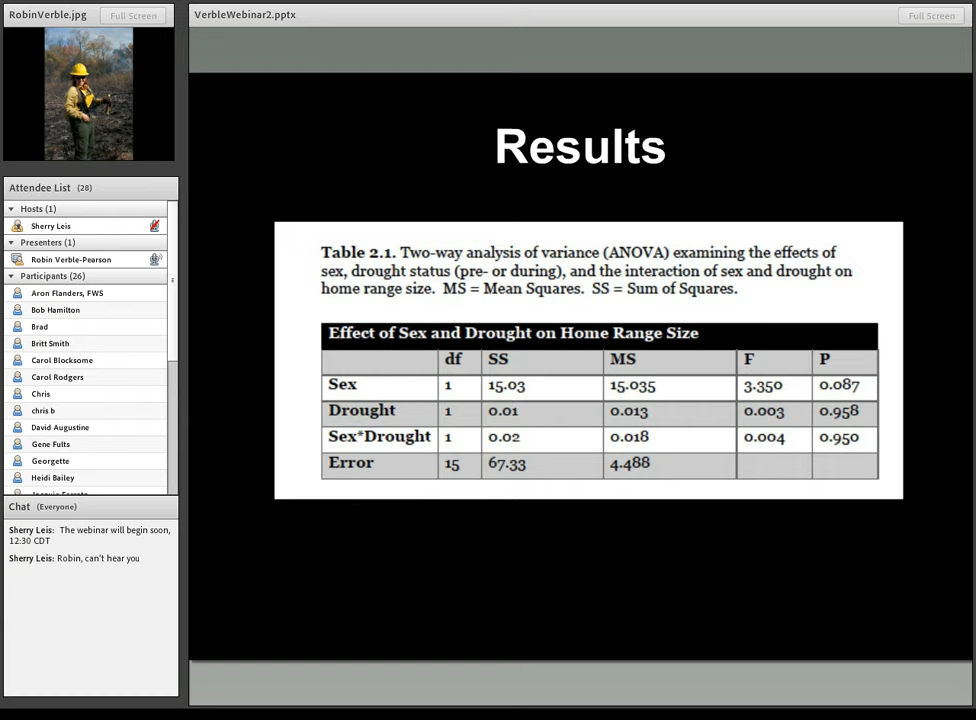 RobinVerble.jpg
Full Screen
VerbleWebinar2.pptx
Full Screen
Attendee List (28)
Hosts (1)
Sherry Leis
Presenters (1)
Robin Verble-Pearson
Participants (26)
Aron Flanders, FWS
Bob Hamilton
Brad
Britt Smith
Carol Blocksome
Carol Rodgers
Chris
chris b
David Augustine
Gene Fults
Georgette
Heidi Bailey
Chat (Everyone)
Sherry Leis: The webinar will begin soon,
12:30 CDT
Sherry Leis: Robin, can't hear you
Results
Table 2.1. Two-way analysis of variance (ANOVA) examining the effects of
sex, drought status (pre- or during), and the interaction of sex and drought on
home range size. MS = Mean Squares. SS = Sum of Squares.
Effect of Sex and Drought on Home Range Size
df SS MS F P
Sex 1 15.03 15.035 3.350 0.087
Drought 1 0.01 0.013 0.003 0.958
Sex*Drought 1 0.02 0.018 0.004 0.950
Error 15 67.33 4.488